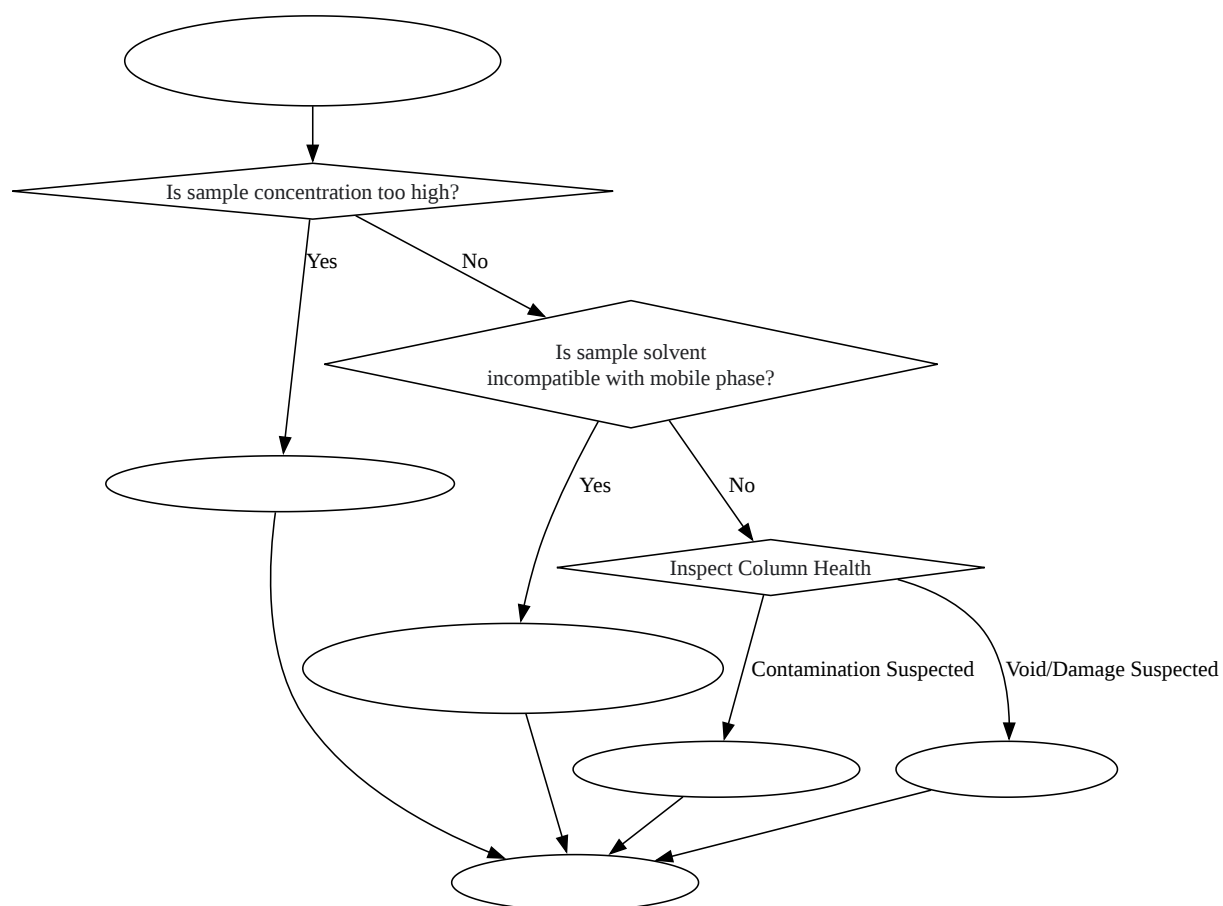 Is sample concentration too high?
Yes
No
Is sample solvent
incompatible with mobile phase?
Yes
No
Inspect Column Health
Contamination Suspected
Void/Damage Suspected